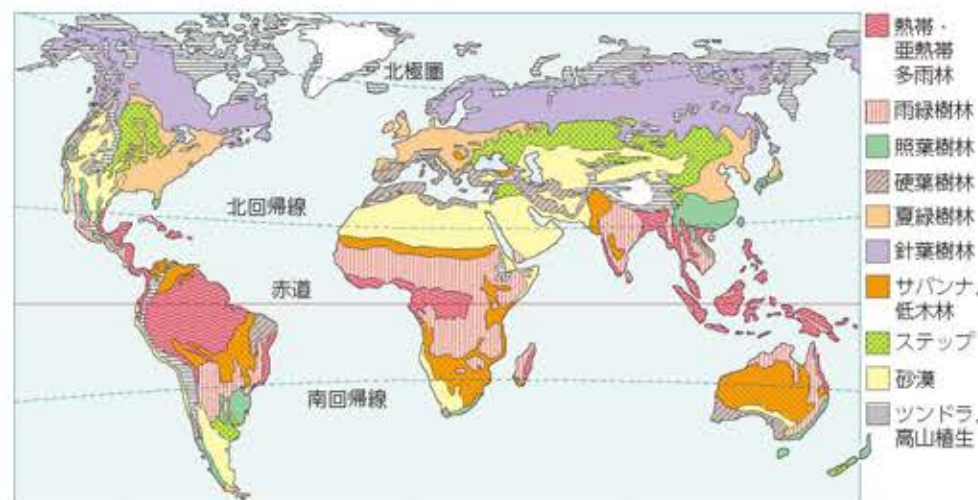 北極圏
北回帰線
赤道
南回帰線
熱帯・
亜熱帯
多雨林
雨緑樹林
照葉樹林
硬葉樹林
夏緑樹林
針葉樹林
サバンナ,
低木林
ステップ
砂漠
ツンドラ,
高山植生